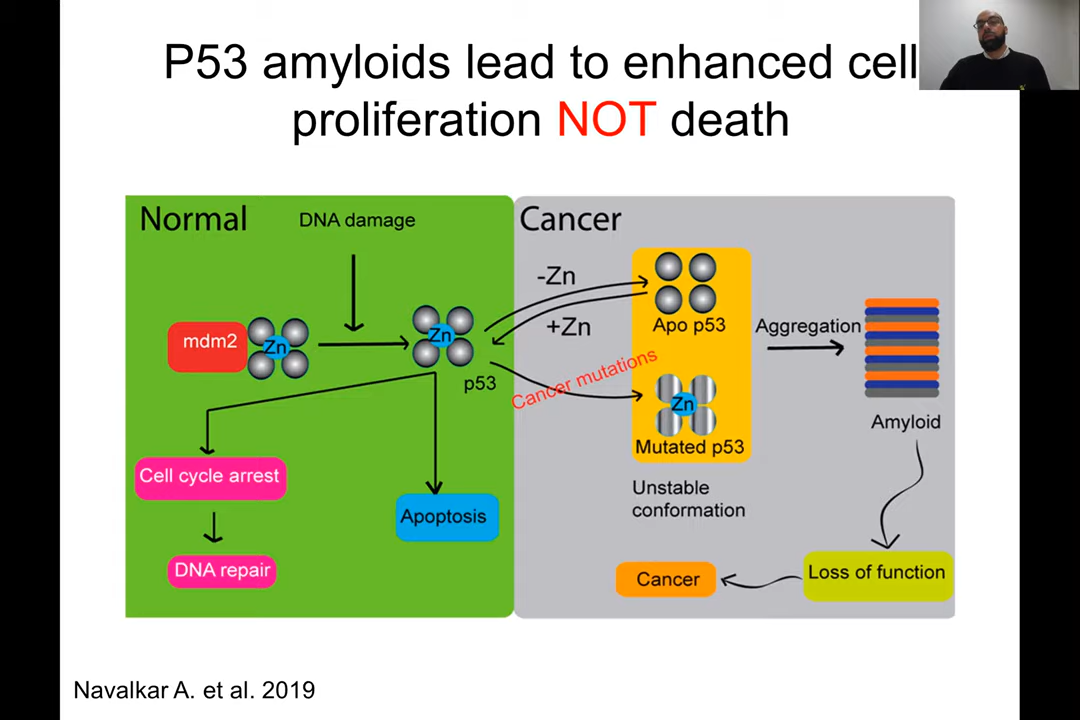 P53 amyloids lead to enhanced cell
proliferation NOT death
Normal
DNA damage
mdm2
Zn
Zn
p53
Cell cycle arrest
DNA repair
Apoptosis
Cancer
-Zn
+Zn
Cancer mutations
Apo p53
Zn
Mutated p53
Unstable
conformation
Aggregation
Amyloid
Loss of function
Cancer
Navalkar A. et al. 2019